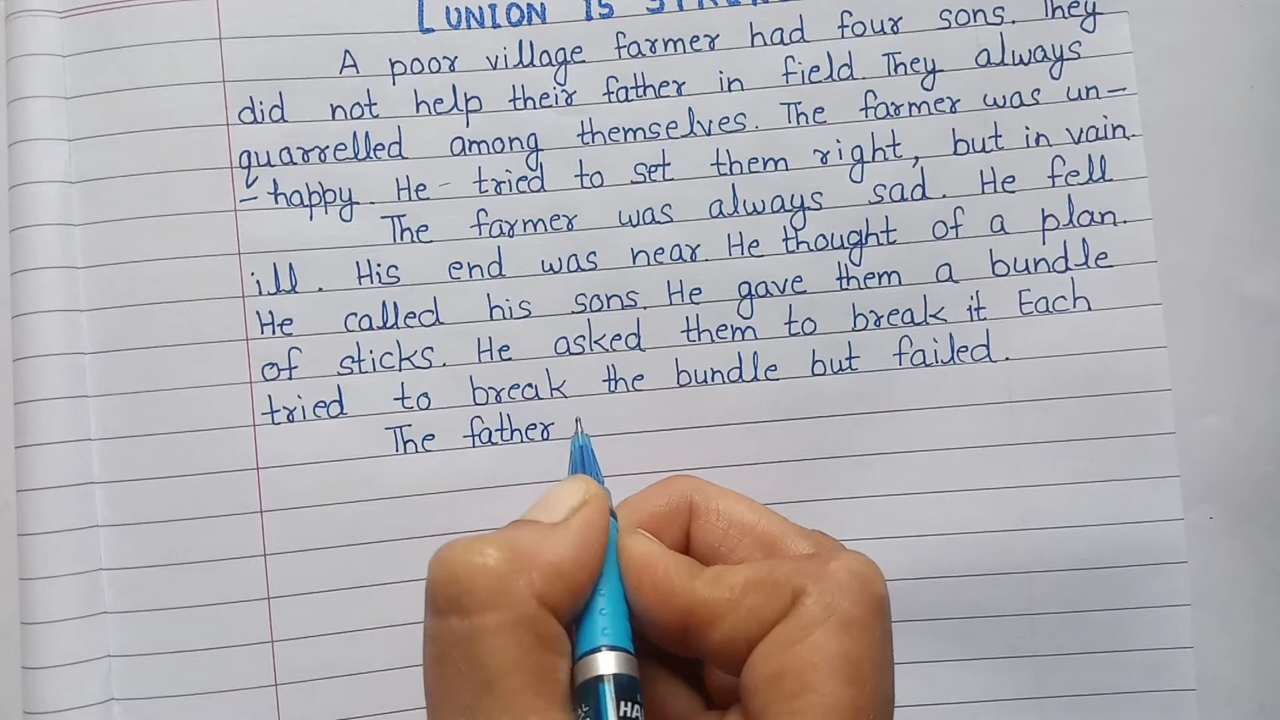 UNION IS
A poor village farmer had four sons. They
did not help their father in field. They always
quarrelled among themselves. The farmer was un-
-happy. He tried to set them right, but in vain.
The farmer was always sad. He fell
ill. His end was near. He thought of a plan.
He called his sons. He gave them a bundle
of sticks. He asked them to break it Each
tried to break the bundle but failed.
The father